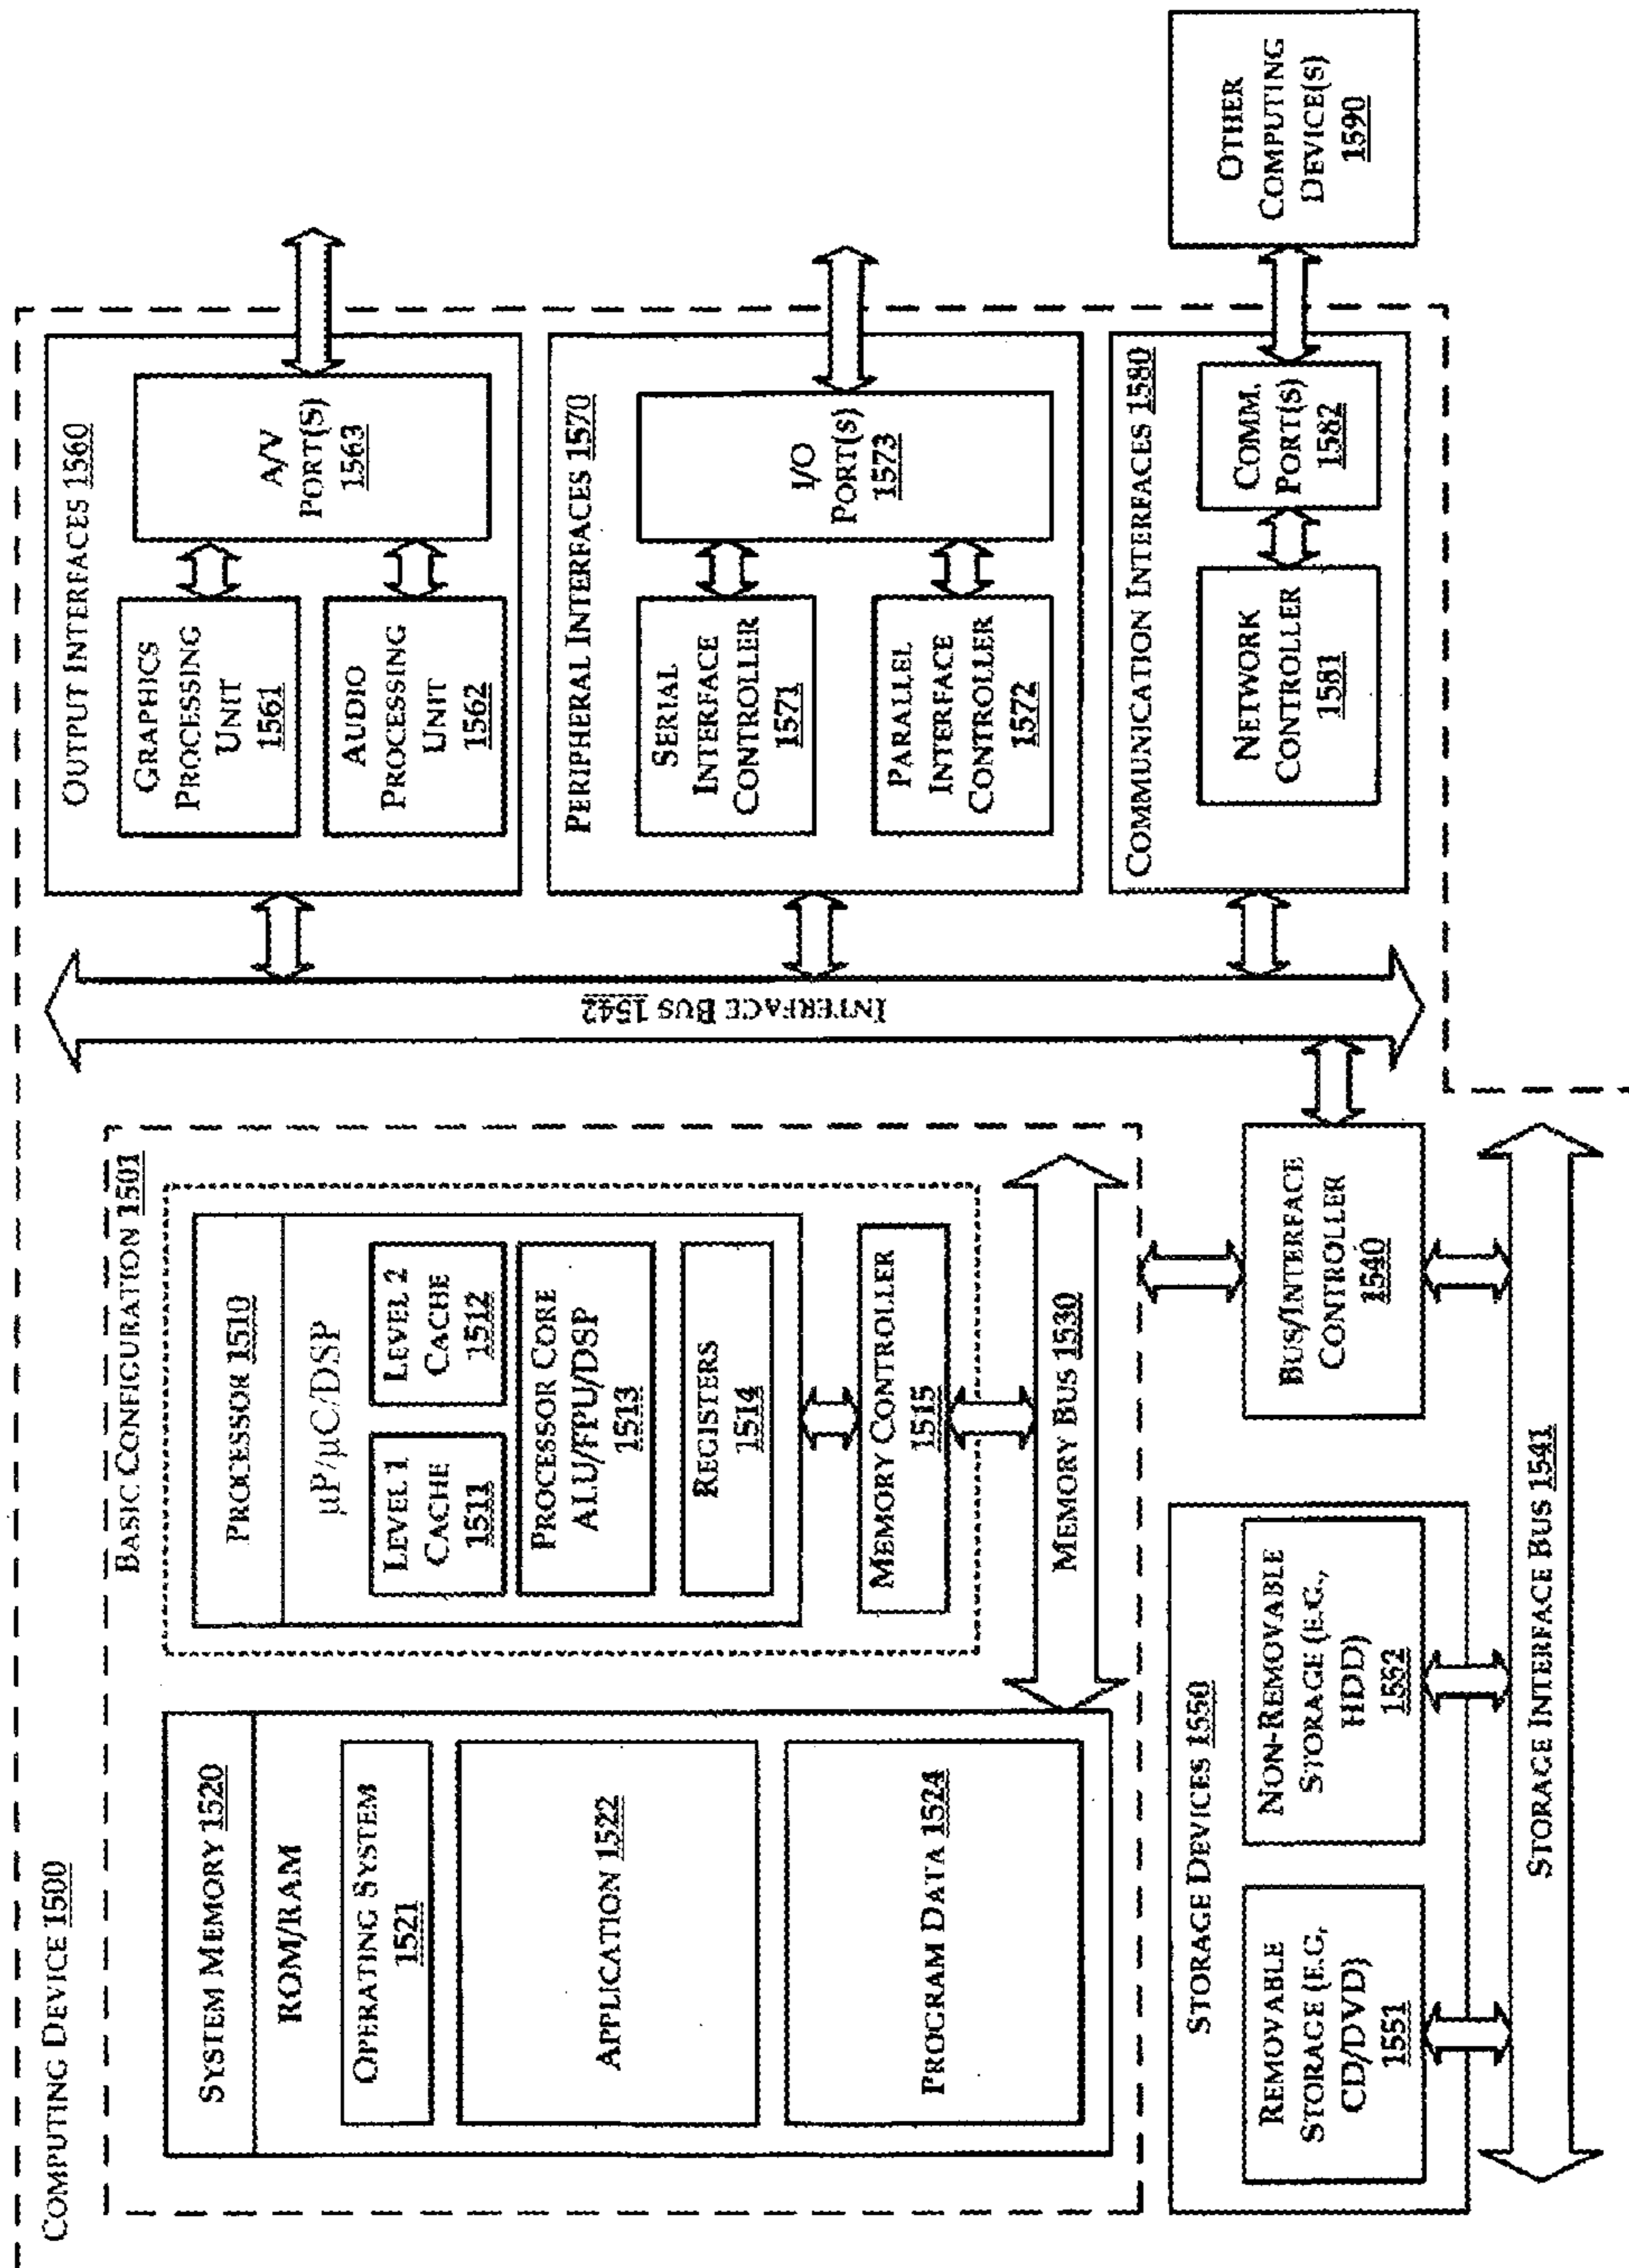 COMPUTING DEVICE 1500
BASIC CONFIGURATION 1501
SYSTEM MEMORY 1520
ROM/RAM
OPERATING SYSTEM
1521
APPLICATION 1522
PROGRAM DATA 1524
PROCESSOR 1510
µP/µC/DSP
LEVEL 1
CACHE
1511
LEVEL 2
CACHE
1512
PROCESSOR CORE
ALU/FPU/DSP
1513
REGISTERS
1514
MEMORY CONTROLLER
1515
MEMORY BUS 1530
BUS/INTERFACE
CONTROLLER
1540
STORAGE DEVICES 1550
REMOVABLE
STORAGE (E.G,
CD/DVD)
1551
NON-REMOVABLE
STORAGE (E.G.,
HDD)
1552
STORAGE INTERFACE BUS 1541
INTERFACE BUS 1542
OUTPUT INTERFACES 1560
GRAPHICS
PROCESSING
UNIT
1561
AUDIO
PROCESSING
UNIT
1562
A/V
PORT(S)
1563
PERIPHERAL INTERFACES 1570
SERIAL
INTERFACE
CONTROLLER
1571
PARALLEL
INTERFACE
CONTROLLER
1572
I/O
PORT(S)
1573
COMMUNICATION INTERFACES 1580
NETWORK
CONTROLLER
1581
COMM.
PORT(S)
1582
OTHER
COMPUTING
DEVICE(S)
1590